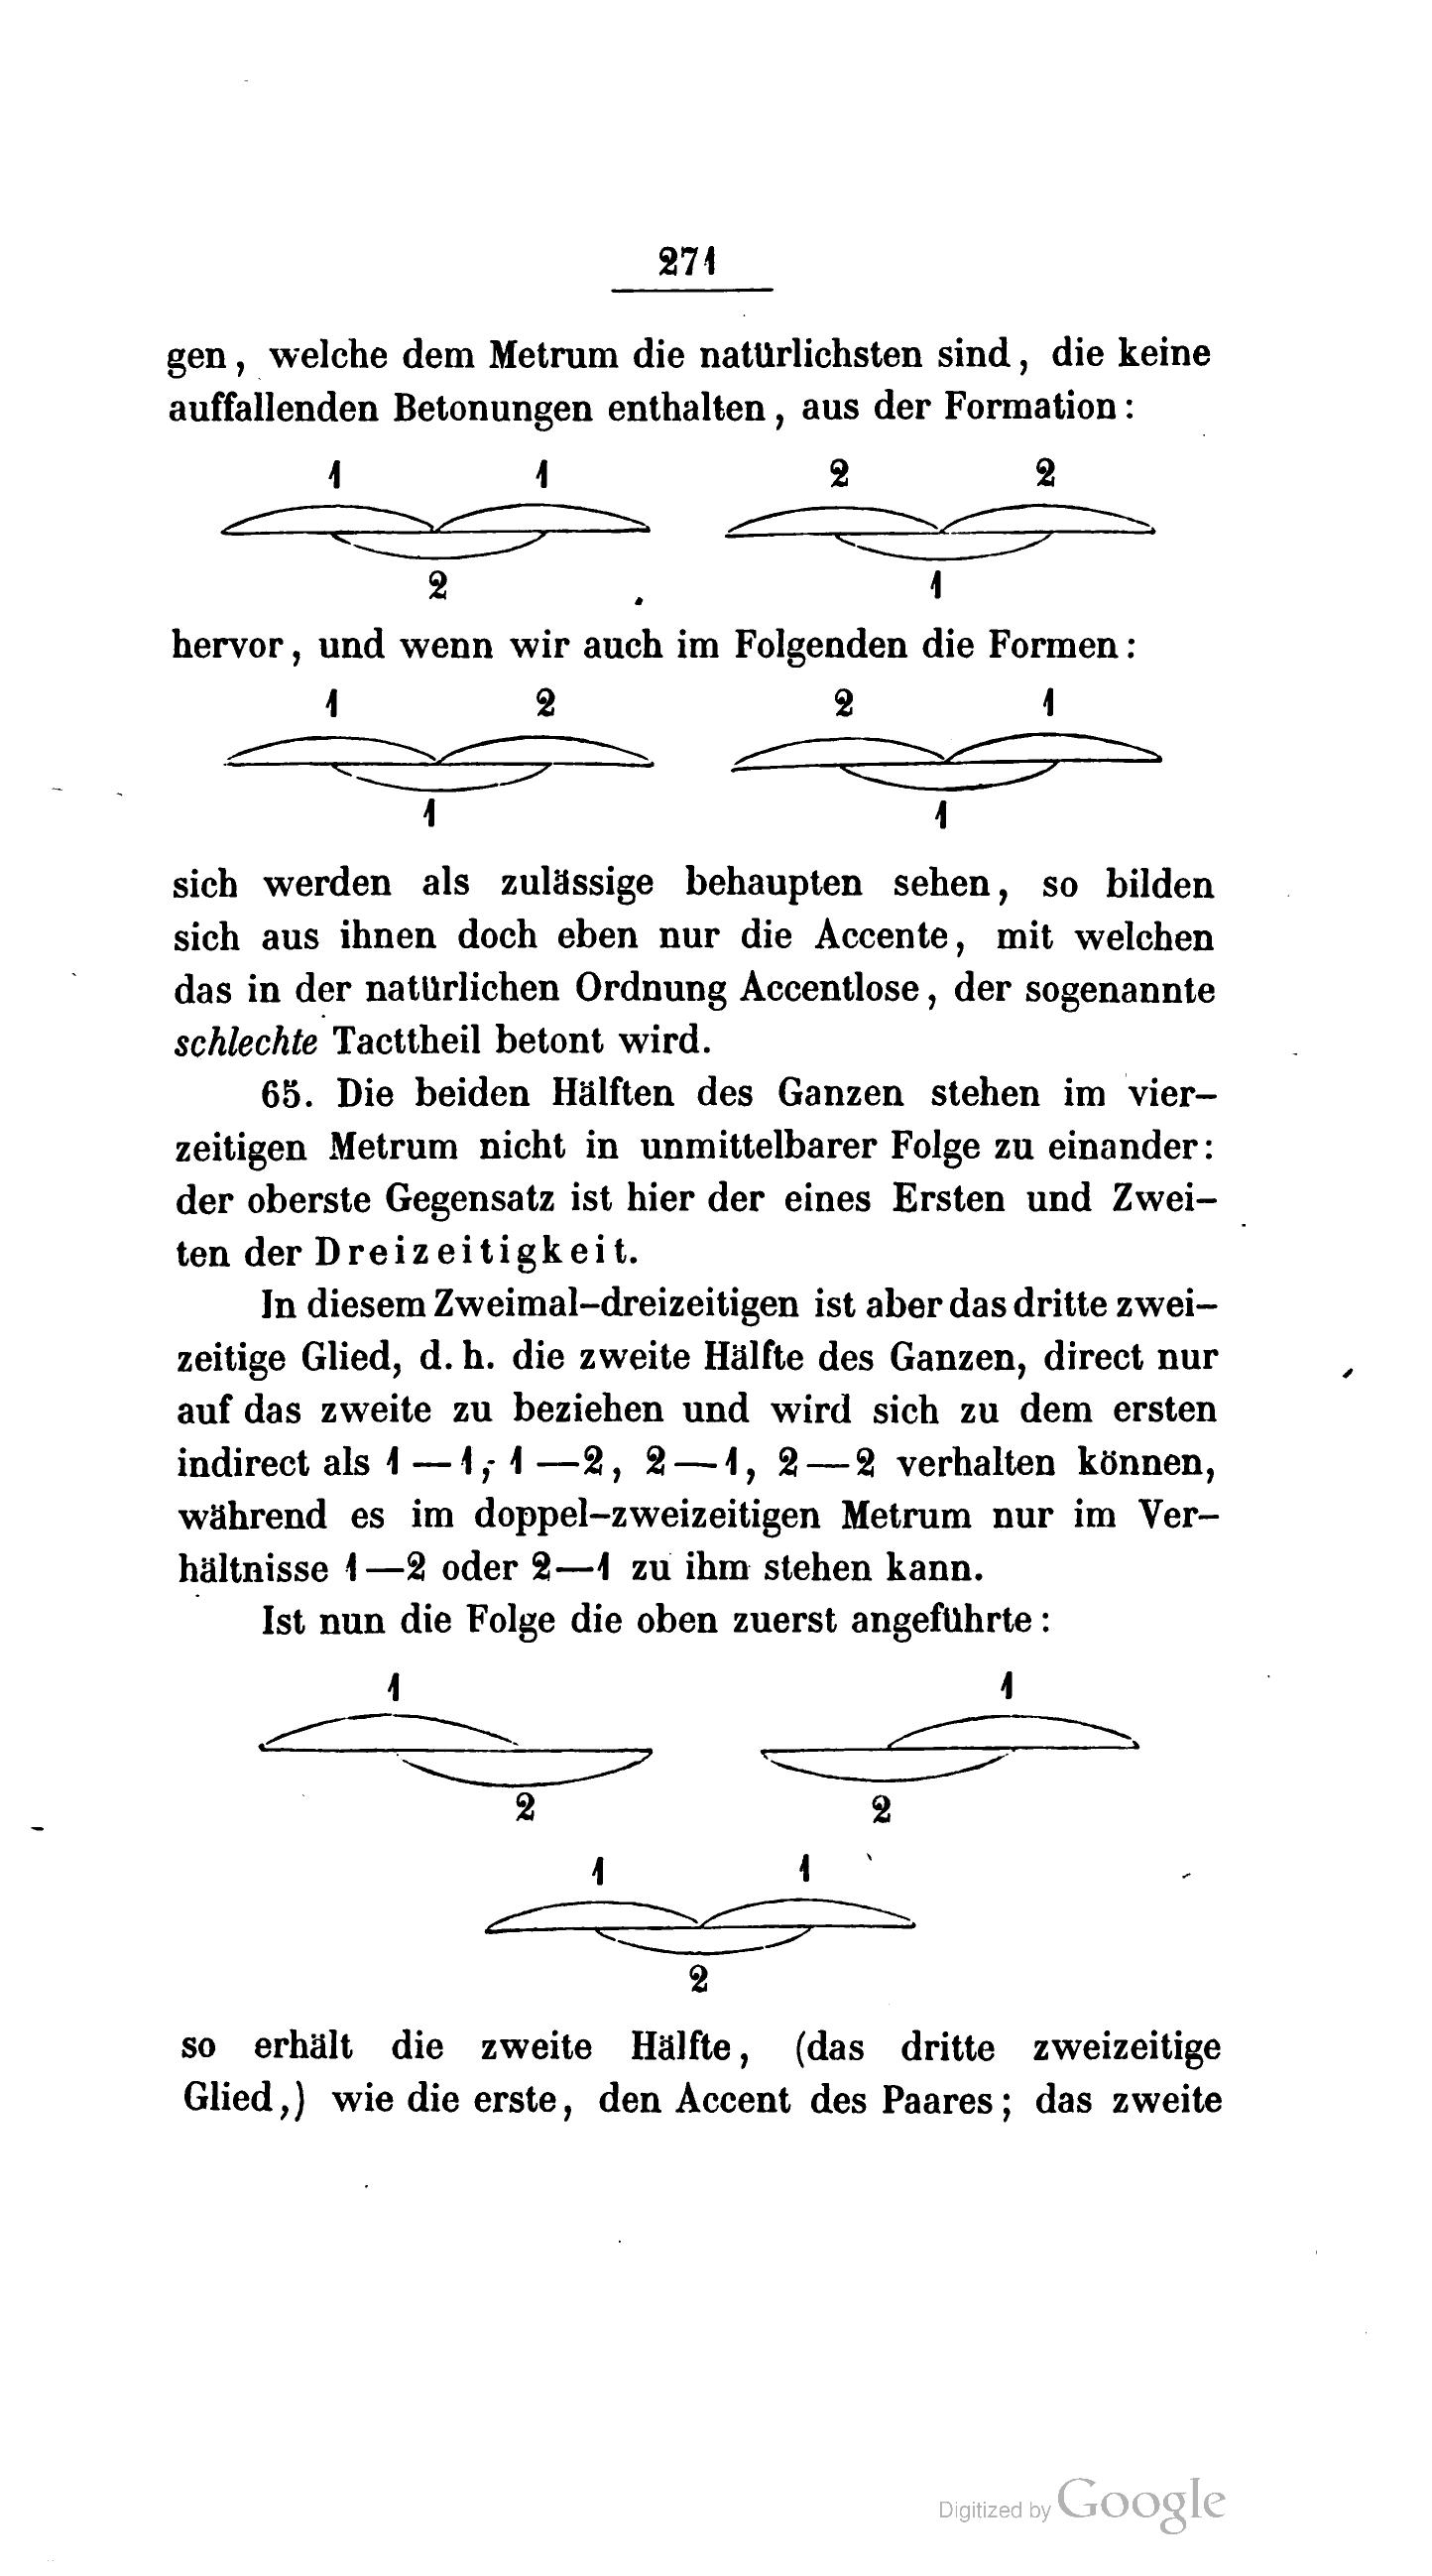 271
gen, welche dem Metrum die natürlichsten sind, die keine
auffallenden Betonungen enthalten, aus der Formation:
1 1 2 2
2 1
hervor, und wenn wir auch im Folgenden die Formen:
1 2 2 1
1 1
sich werden als zulässige behaupten sehen, so bilden
sich aus ihnen doch eben nur die Accente, mit welchen
das in der natürlichen Ordnung Accentlose, der sogenannte
schlechte Tacttheil betont wird.
65. Die beiden Hälften des Ganzen stehen im vier-
zeitigen Metrum nicht in unmittelbarer Folge zu einander:
der oberste Gegensatz ist hier der eines Ersten und Zwei-
ten der Dreizeitigkeit.
In diesem Zweimal-dreizeitigen ist aber das dritte zwei-
zeitige Glied, d. h. die zweite Hälfte des Ganzen, direct nur
auf das zweite zu beziehen und wird sich zu dem ersten
indirect als 1—1, 1—2, 2—1, 2—2 verhalten können,
während es im doppel-zweizeitigen Metrum nur im Ver-
hältnisse 1—2 oder 2—1 zu ihm stehen kann.
Ist nun die Folge die oben zuerst angeführte:
1 1
2 2
1 1
2
so erhält die zweite Hälfte, (das dritte zweizeitige
Glied,) wie die erste, den Accent des Paares; das zweite
Digitized by Google